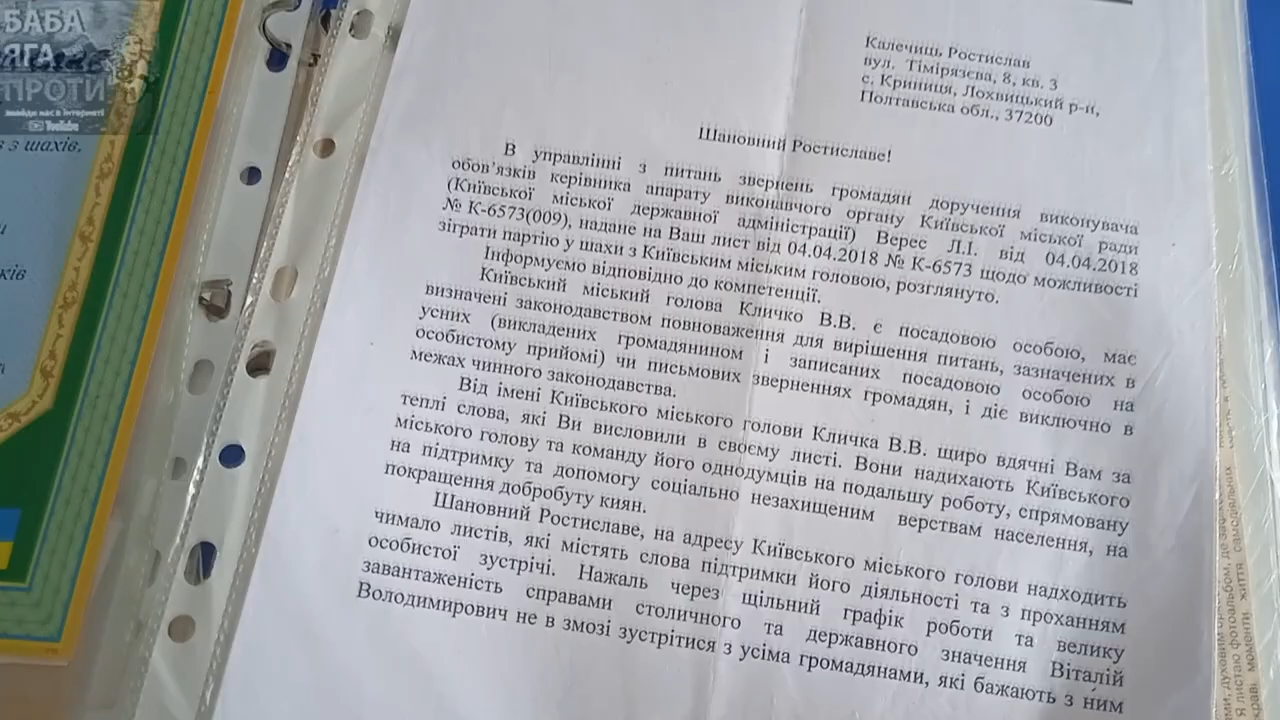 БАБА
ЯГА
ПРОТИ
знайди нас в інтернеті
YouTube
з шахів,
Калечиц, Ростислав
вул. Тімірязєва, 8, кв. 3
с. Криниця, Лохвицький р-н,
Полтавська обл., 37200
Шановний Ростиславе!
В управлінні з питань звернень громадян доручення виконувача
обов’язків керівника апарату виконавчого органу Київської міської ради
(Київської міської державної адміністрації) Верес Л.І. від 04.04.2018
№ К-6573(009), надане на Ваш лист від 04.04.2018 № К-6573 щодо можливості
зіграти партію у шахи з Київським міським головою, розглянуто.
Інформуємо відповідно до компетенції.
Київський міський голова Кличко В.В. є посадовою особою, має
визначені законодавством повноваження для вирішення питань, зазначених в
усних (викладених громадянином і записаних посадовою особою на
особистому прийомі) чи письмових зверненнях громадян, і діє виключно в
межах чинного законодавства.
Від імені Київського міського голови Кличка В.В. щиро вдячні Вам за
теплі слова, які Ви висловили в своєму листі. Вони надихають Київського
міського голову та команду його однодумців на подальшу роботу, спрямовану
на підтримку та допомогу соціально незахищеним верствам населення, на
покращення добробуту киян.
Шановний Ростиславе, на адресу Київського міського голови надходить
чимало листів, які містять слова підтримки його діяльності та з проханням
особистої зустрічі. Нажаль через щільний графік роботи та велику
завантаженість справами столичного та державного значення Віталій
Володимирович не в змозі зустрітися з усіма громадянами, які бажають з ним